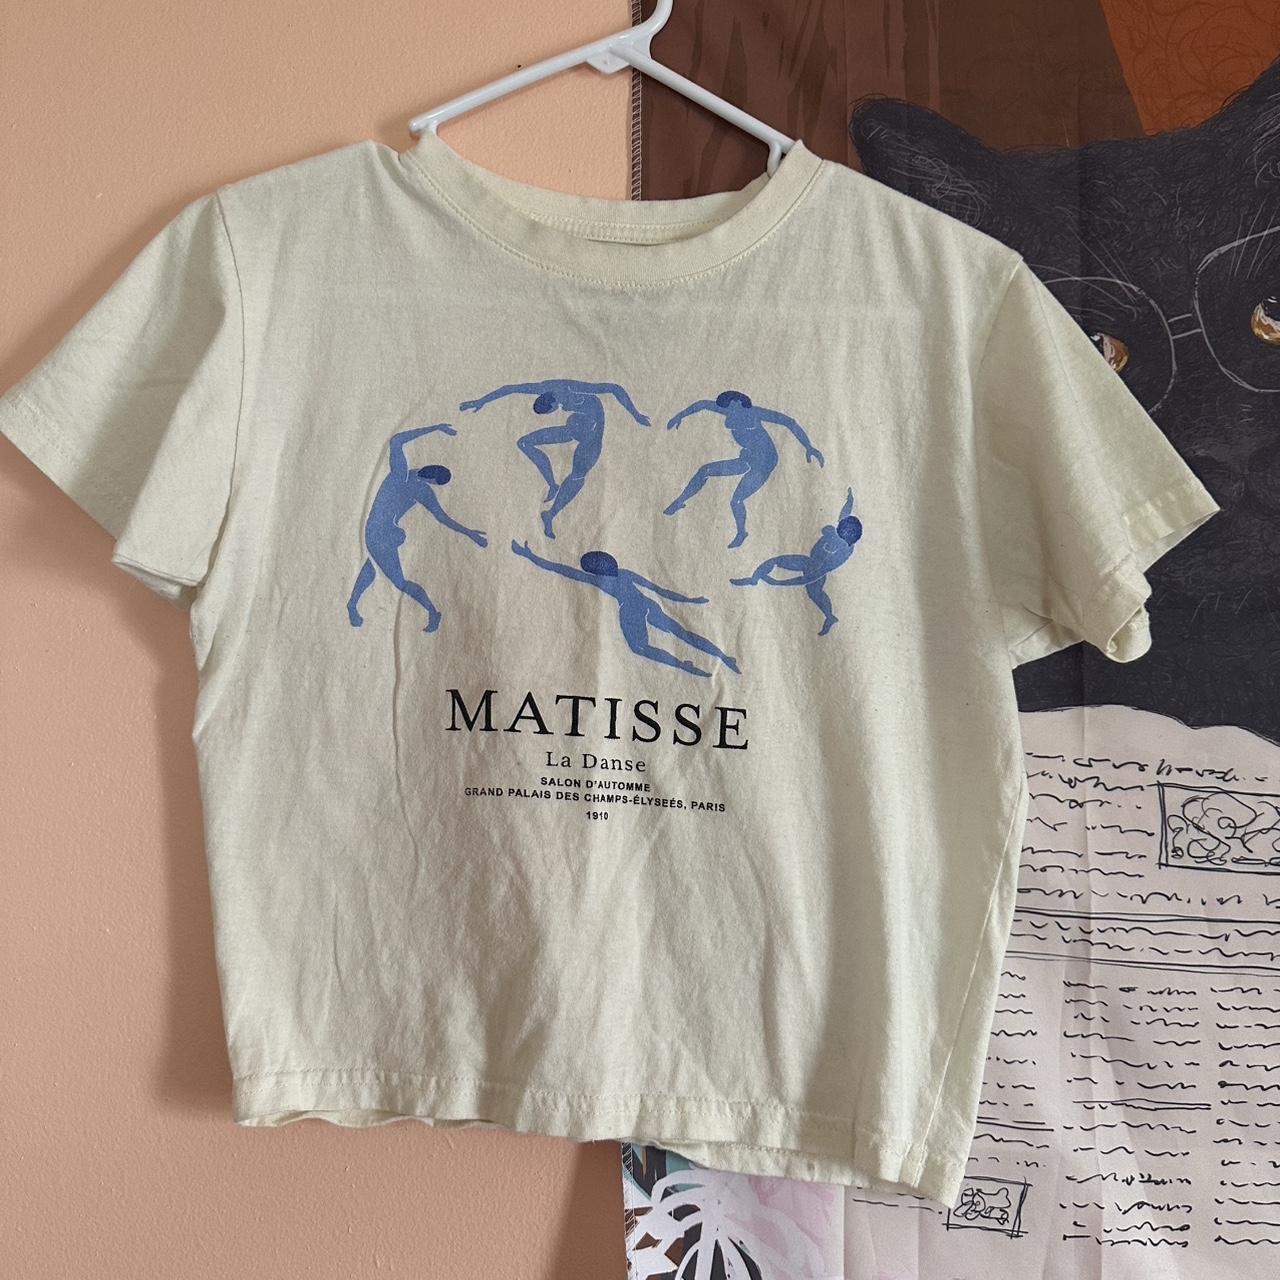 MATISSE
La Danse
SALON D'AUTOMME
GRAND PALAIS DES CHAMPS-ÉLYSEÉS, PARIS
1910